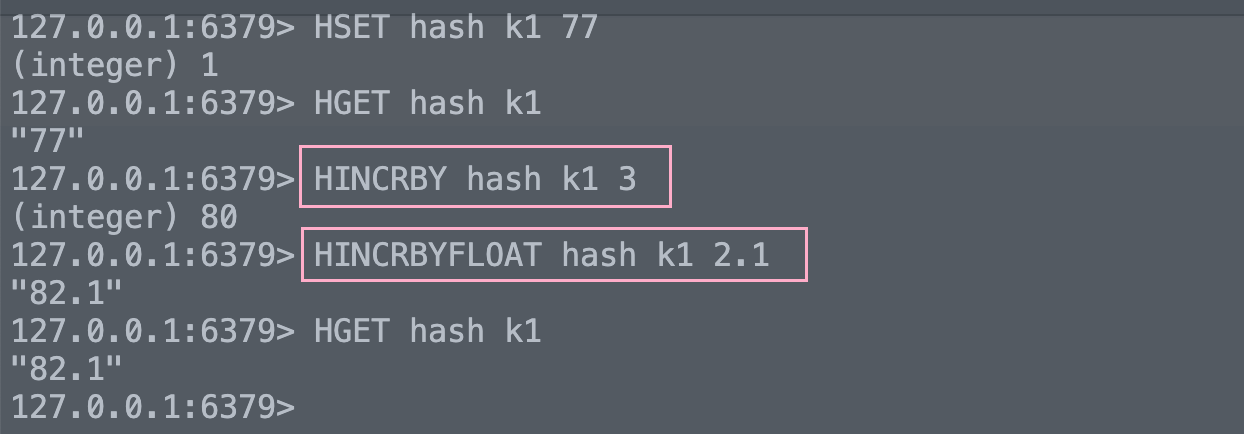 127.0.0.1:6379> HSET hash k1 77
(integer) 1
127.0.0.1:6379> HGET hash k1
"77"
127.0.0.1:6379> HINCRBY hash k1 3
(integer) 80
127.0.0.1:6379> HINCRBYFLOAT hash k1 2.1
"82.1"
127.0.0.1:6379> HGET hash k1
"82.1"
127.0.0.1:6379>